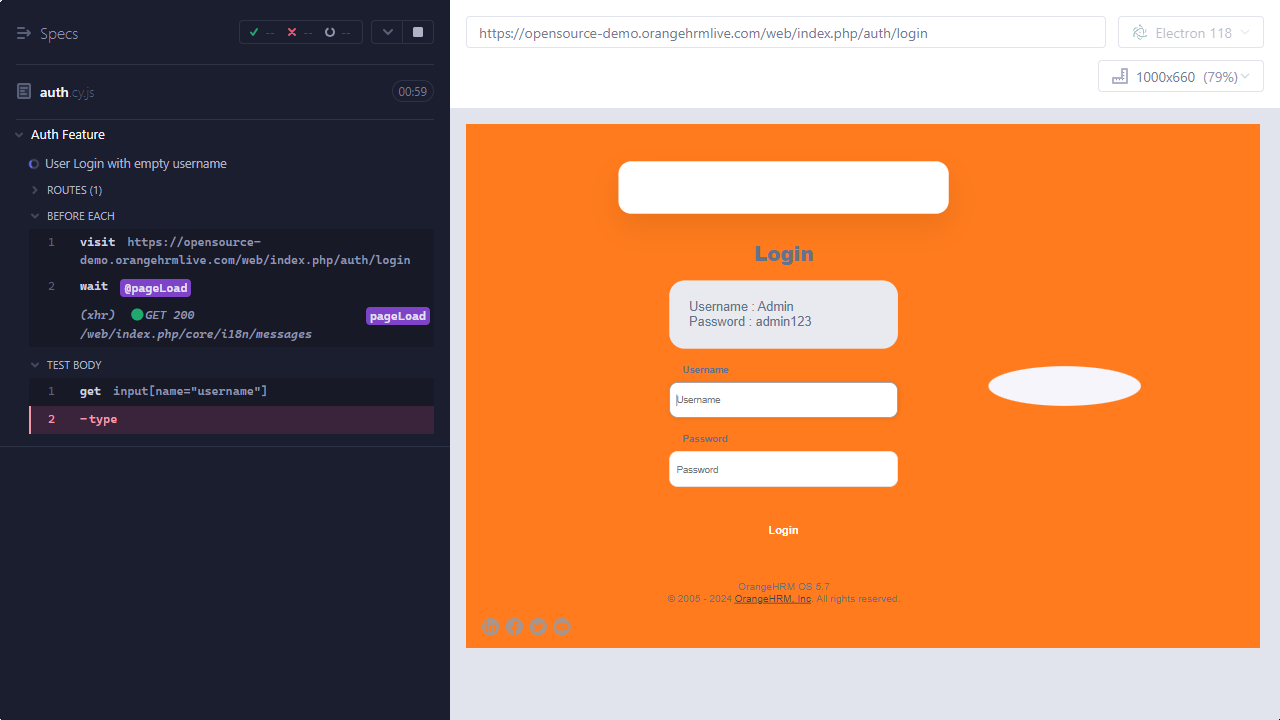 Specs
--
--
--
auth.cy.js
00:59
Auth Feature
User Login with empty username
ROUTES (1)
BEFORE EACH
1 visit https://opensource-
demo.orangehrmlive.com/web/index.php/auth/login
2 wait @pageLoad
(xhr) GET 200 pageLoad
/web/index.php/core/i18n/messages
TEST BODY
1 get input[name="username"]
2 -type
https://opensource-demo.orangehrmlive.com/web/index.php/auth/login
Electron 118
1000x660 (79%)
Login
Username : Admin
Password : admin123
Username
Username
Password
Password
Login
OrangeHRM OS 5.7
© 2005 - 2024 OrangeHRM, Inc. All rights reserved.